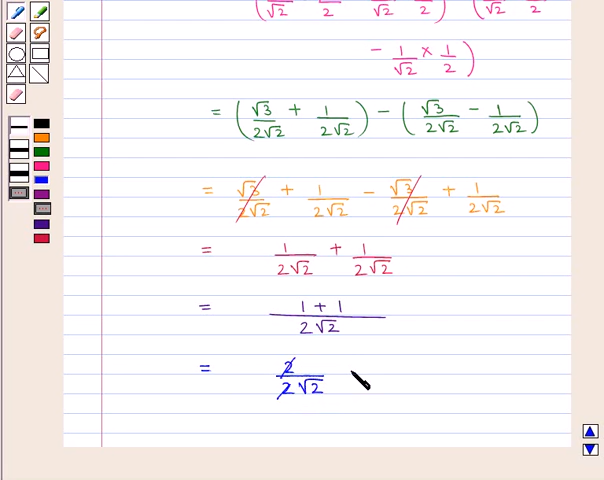 - 1/√2 × 1/2 )
= ( √3/2√2 + 1/2√2 ) - ( √3/2√2 - 1/2√2 )
= √3/2√2 + 1/2√2 - √3/2√2 + 1/2√2
= 1/2√2 + 1/2√2
= 1 + 1/2√2
= 2/2√2